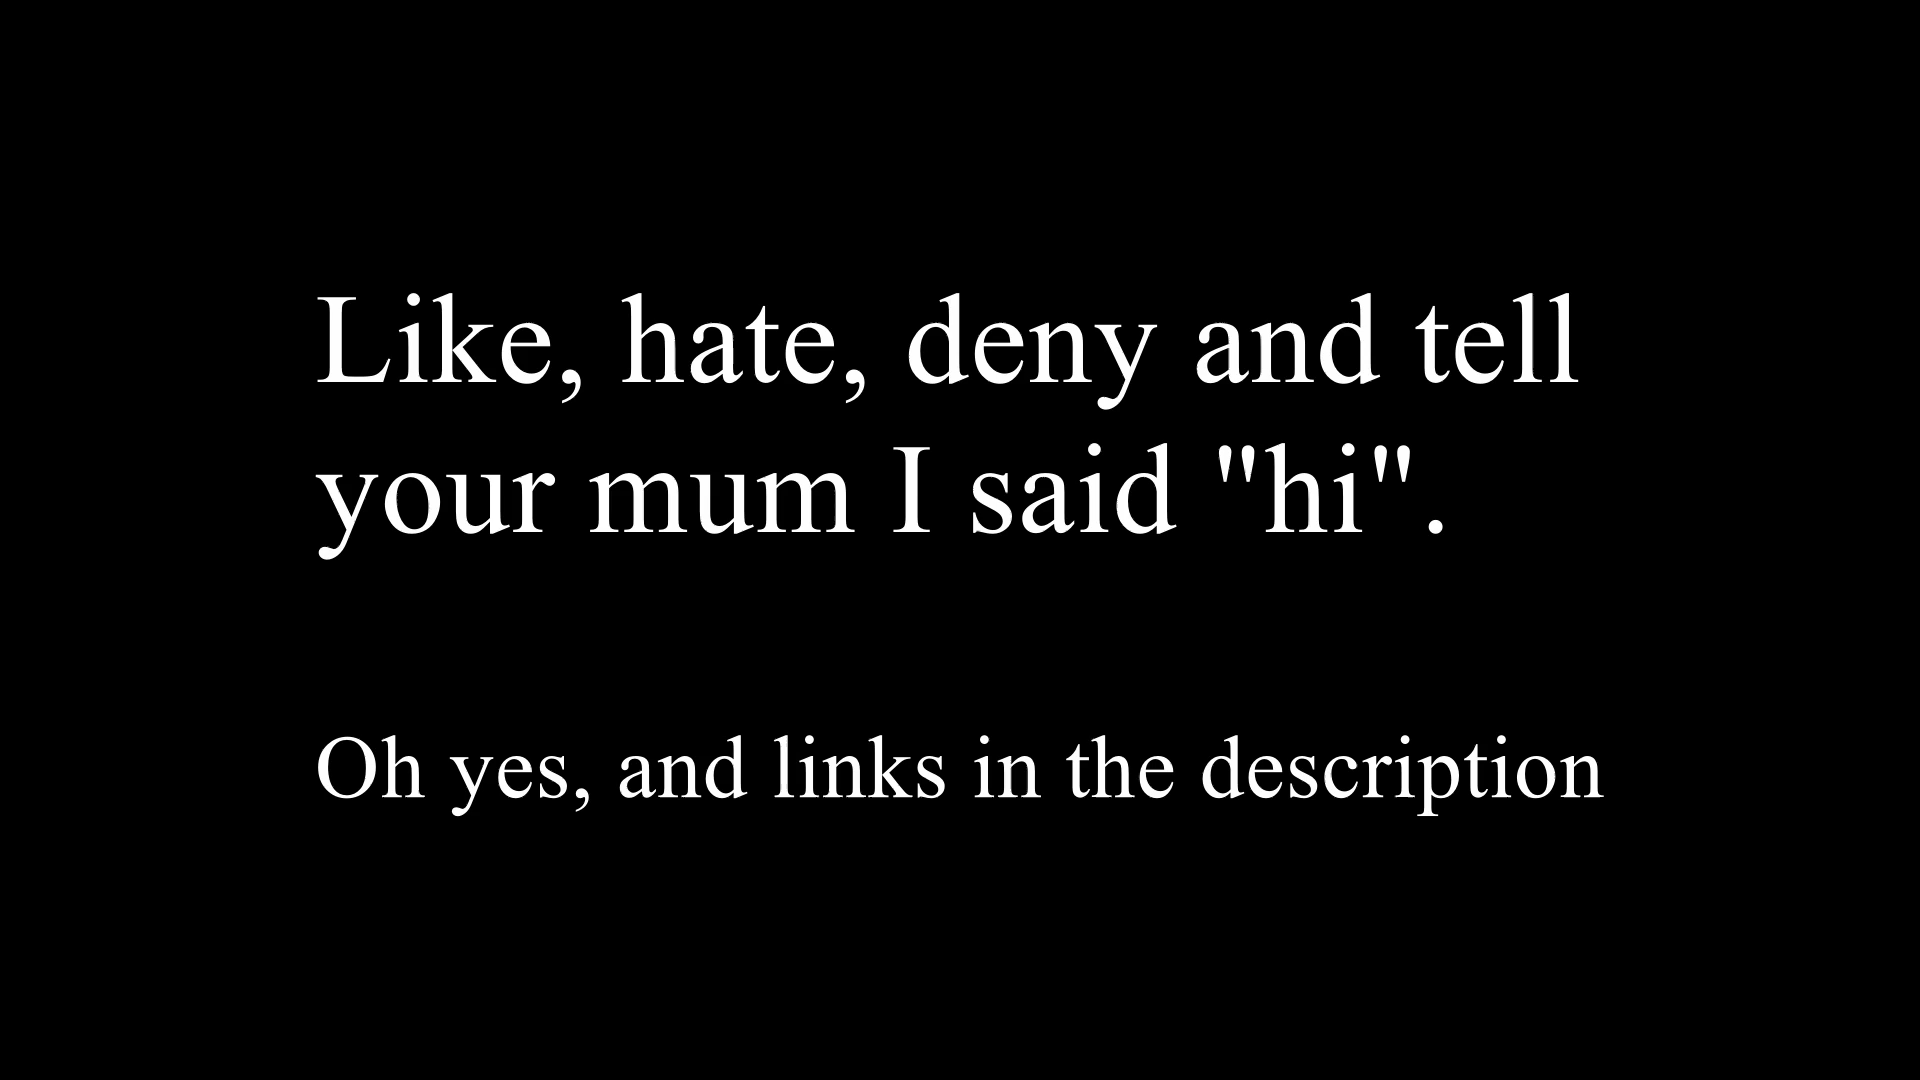 Like, hate, deny and tell
your mum I said "hi".
Oh yes, and links in the description